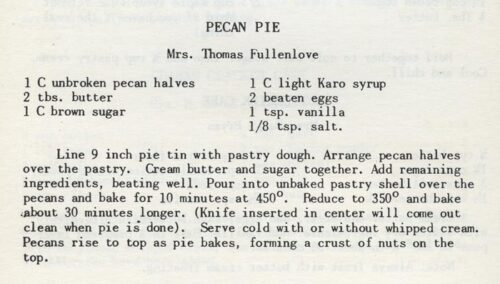 PECAN PIE
Mrs. Thomas Fullenlove
1 C unbroken pecan halves
2 tbs. butter
1 C brown sugar
1 C light Karo syrup
2 beaten eggs
1 tsp. vanilla
1/8 tsp. salt.
Line 9 inch pie tin with pastry dough. Arrange pecan halves
over the pastry. Cream butter and sugar together. Add remaining
ingredients, beating well. Pour into unbaked pastry shell over the
pecans and bake for 10 minutes at 450°. Reduce to 350° and bake
about 30 minutes longer. (Knife inserted in center will come out
clean when pie is done). Serve cold with or without whipped cream.
Pecans rise to top as pie bakes, forming a crust of nuts on the
top.